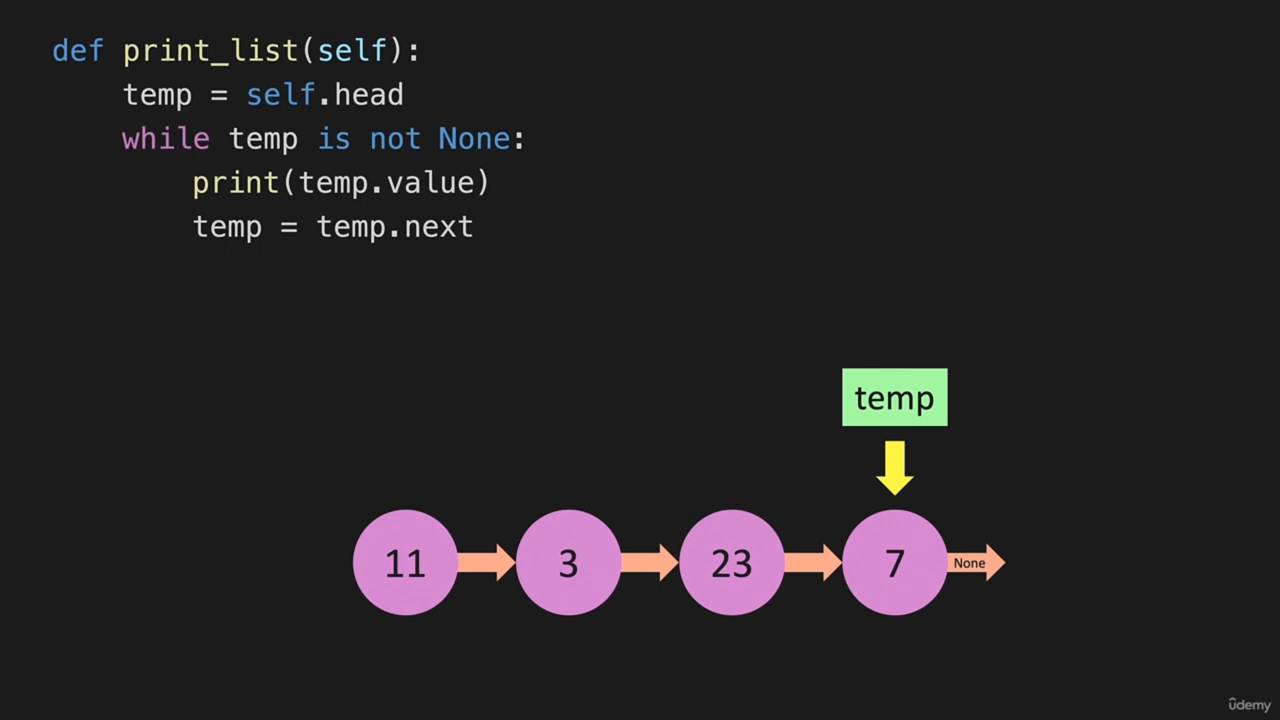 def print_list(self):
    temp = self.head
    while temp is not None:
        print(temp.value)
        temp = temp.next
temp
11 3 23 7 None
ûdemy